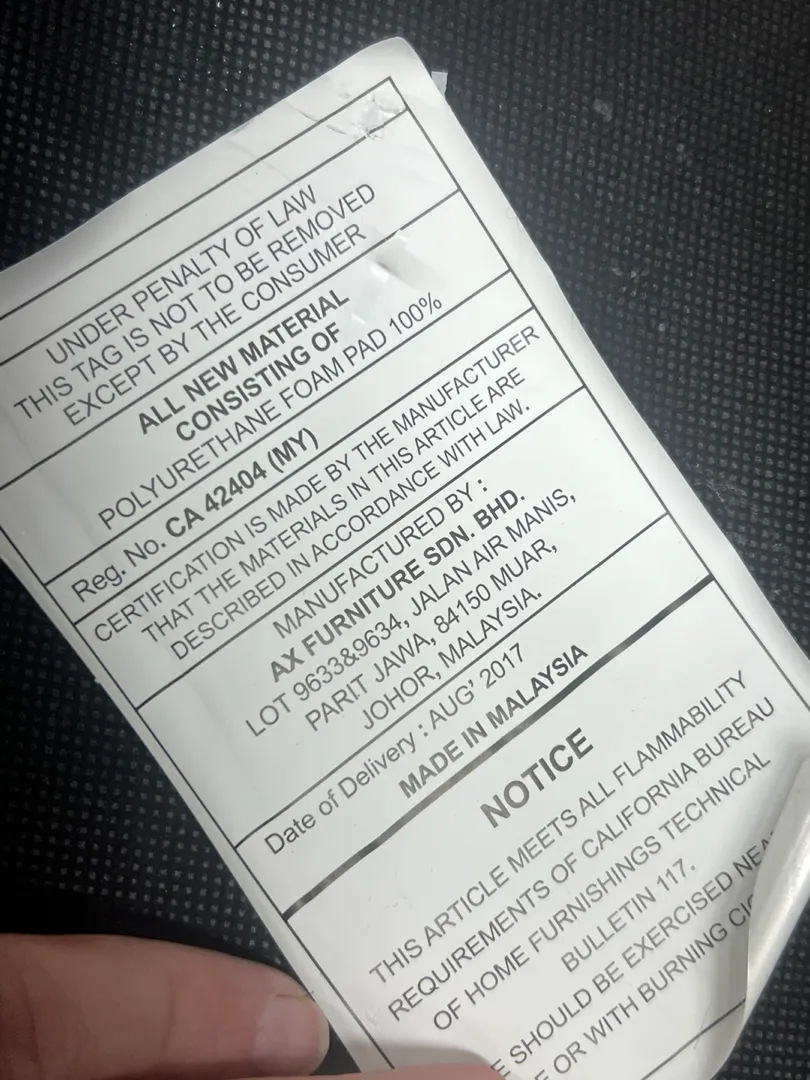 UNDER PENALTY OF LAW
THIS TAG IS NOT TO BE REMOVED
EXCEPT BY THE CONSUMER
ALL NEW MATERIAL
CONSISTING OF
POLYURETHANE FOAM PAD 100%
Reg. No. CA 42404 (MY)
CERTIFICATION IS MADE BY THE MANUFACTURER
THAT THE MATERIALS IN THIS ARTICLE ARE
DESCRIBED IN ACCORDANCE WITH LAW.
MANUFACTURED BY :
AX FURNITURE SDN. BHD.
LOT 9633&9634, JALAN AIR MANIS,
PARIT JAWA, 84150 MUAR,
JOHOR, MALAYSIA.
Date of Delivery : AUG' 2017
MADE IN MALAYSIA
NOTICE
THIS ARTICLE MEETS ALL FLAMMABILITY
REQUIREMENTS OF CALIFORNIA BUREAU
OF HOME FURNISHINGS TECHNICAL
BULLETIN 117.
SHOULD BE EXERCISED
OR WITH BURNING